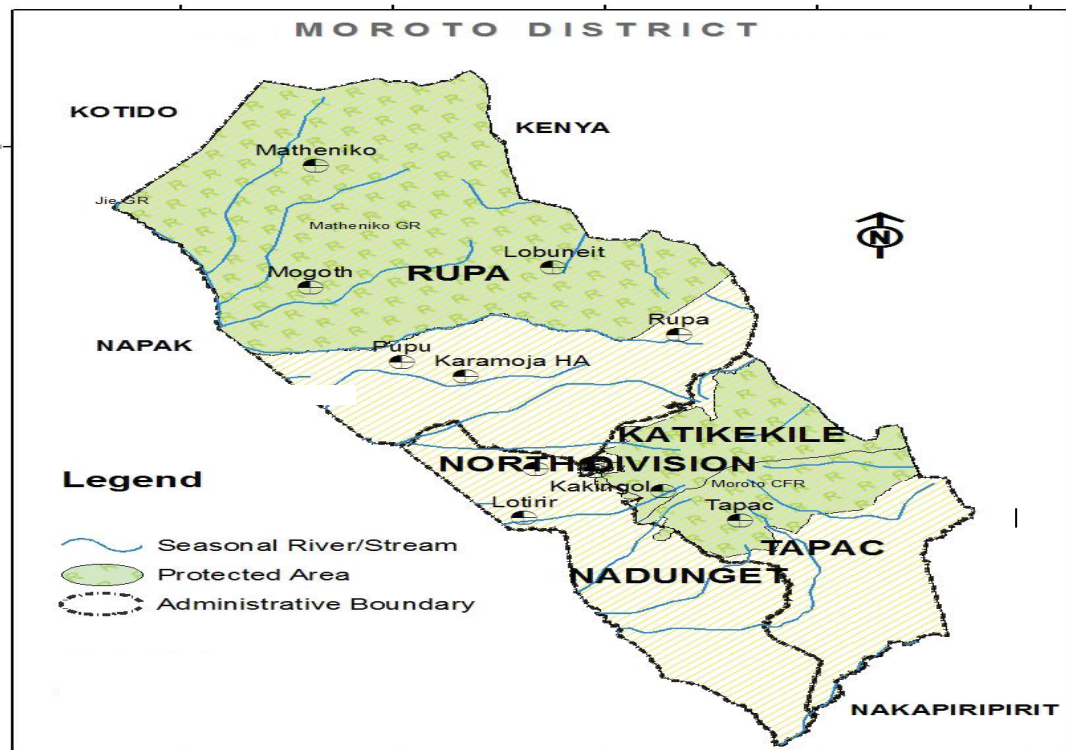 MOROTO DISTRICT
KOTIDO
KENYA
Matheniko
Jie GR
Matheniko GR
N
Lobuneit
Mogoth
RUPA
Rupa
NAPAK
Pupu
Karamoja HA
KATIKEKILE
NORTH DIVISION
Legend
Kakingol
Moroto CFR
Lotirir
Tapac
Seasonal River/Stream
TAPAC
Protected Area
NADUNGET
Administrative Boundary
NAKAPIRIPIRIT